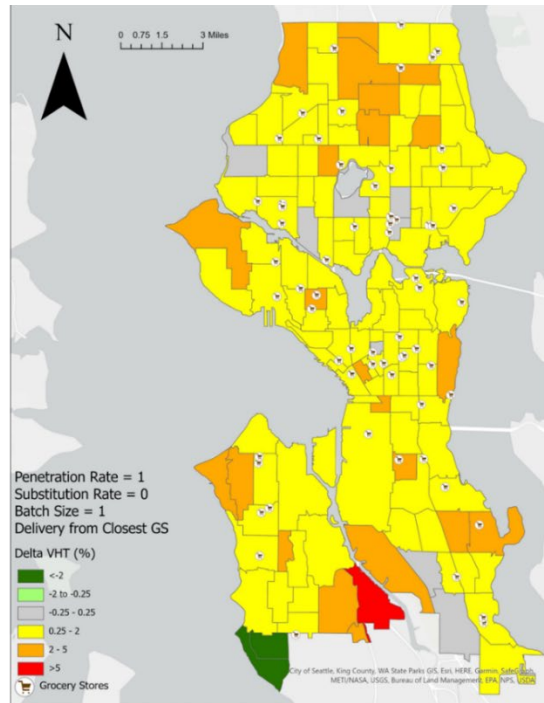 N
0 0.75 1.5 3 Miles
Penetration Rate = 1
Substitution Rate = 0
Batch Size = 1
Delivery from Closest GS
Delta VHT (%)
<-2
-2 to -0.25
-0.25 - 0.25
0.25 - 2
2 - 5
>5
Grocery Stores
City of Seattle, King County, WA State Parks GIS, Esri, HERE, Garmin, SafeGraph,
METI/NASA, USGS, Bureau of Land Management, EPA, NPS, USDA